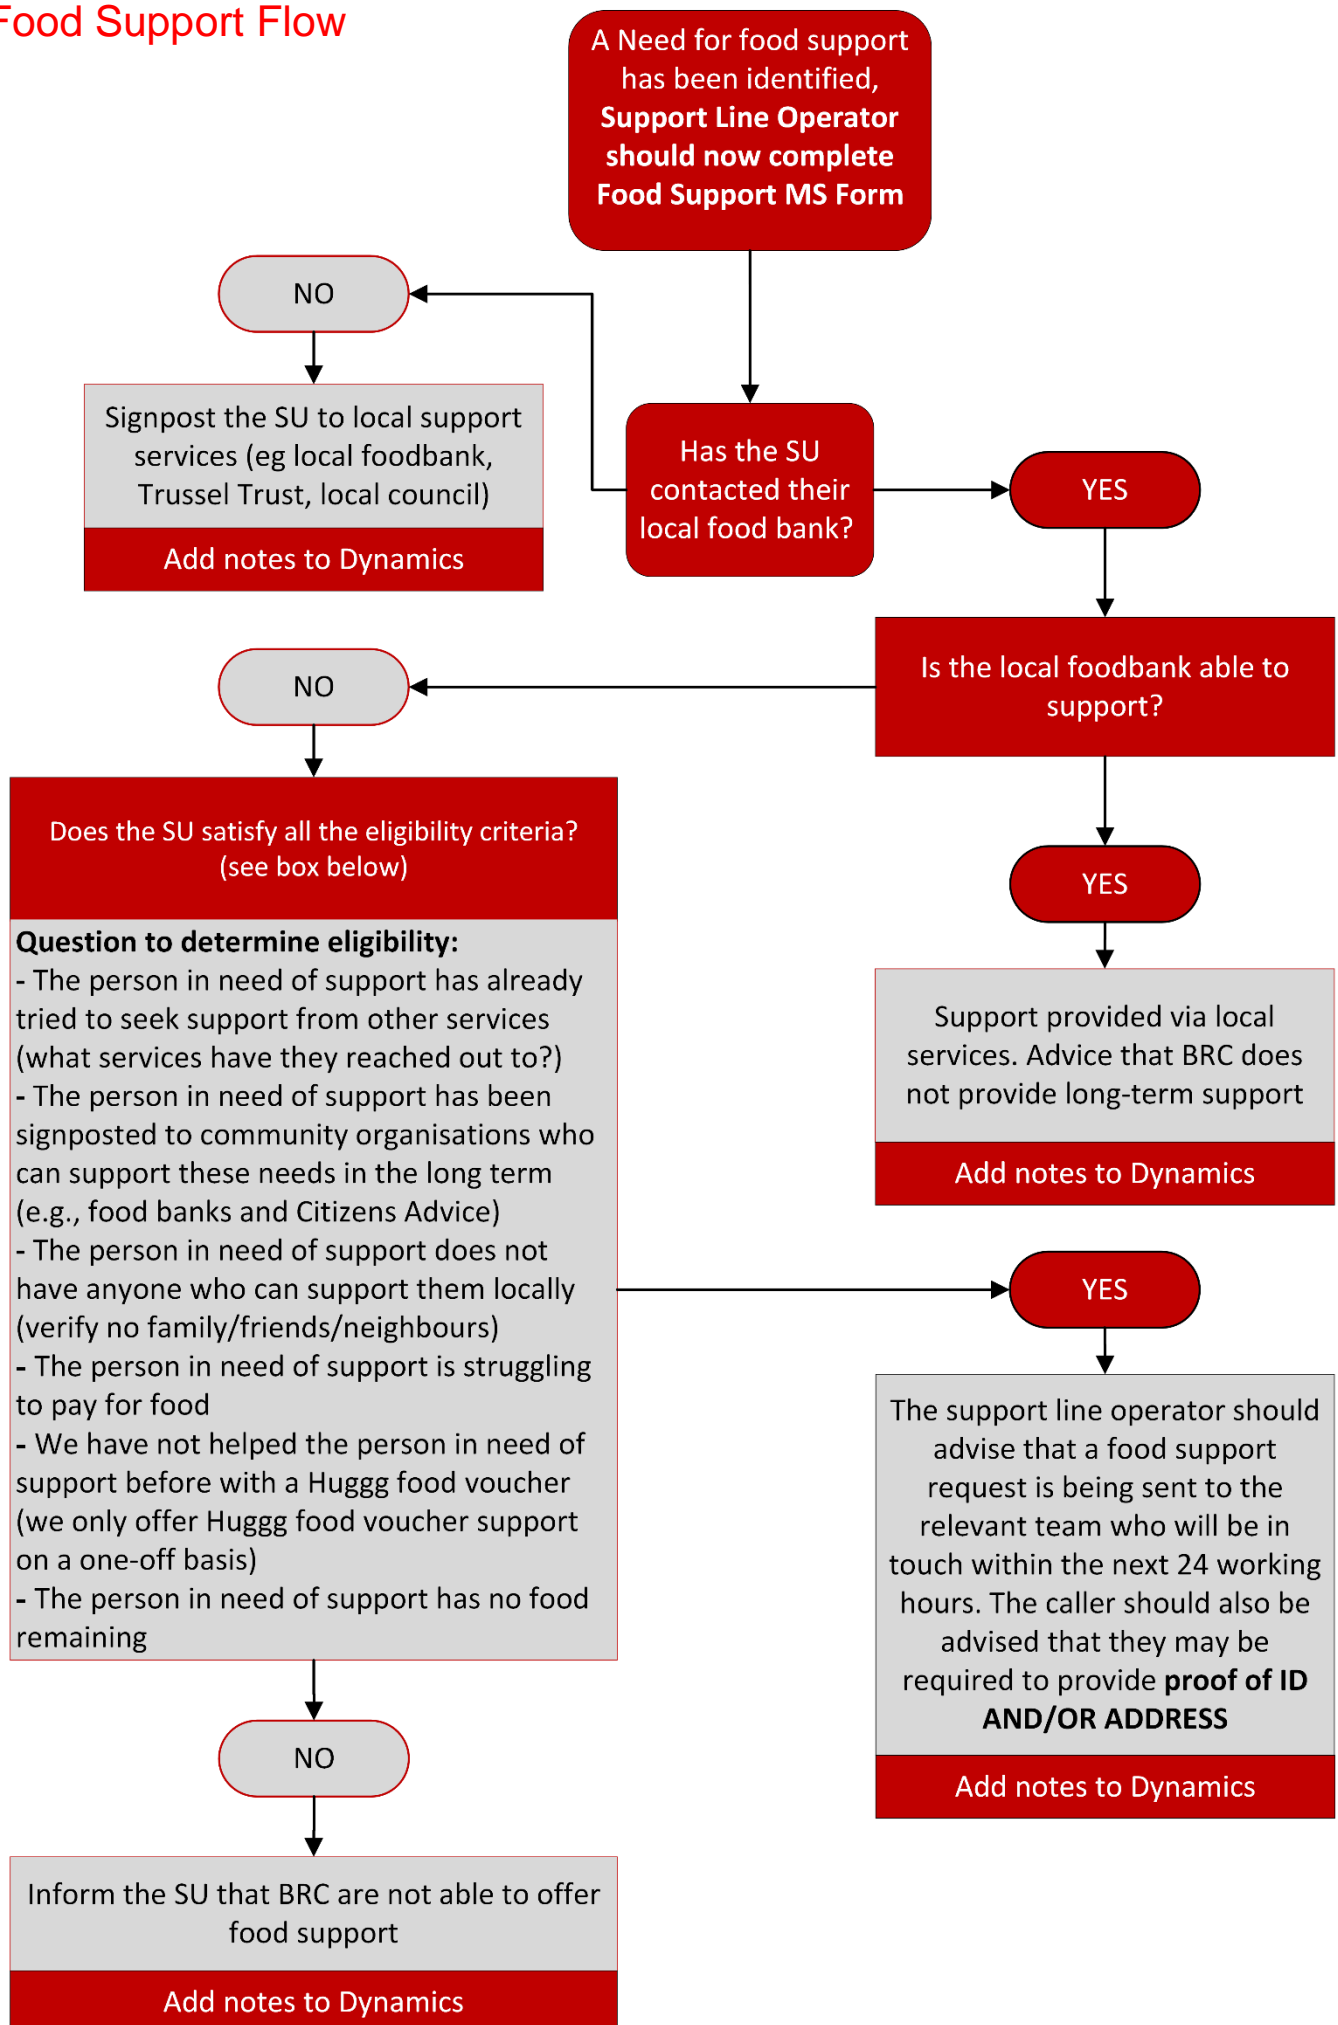 Food Support Flow
A Need for food support
has been identified,
Support Line Operator
should now complete
Food Support MS Form
NO
Signpost the SU to local support
services (eg local foodbank,
Trussel Trust, local council)
Add notes to Dynamics
Has the SU
contacted their
local food bank?
YES
Is the local foodbank able to
support?
NO
YES
Support provided via local
services. Advice that BRC does
not provide long-term support
Add notes to Dynamics
Does the SU satisfy all the eligibility criteria?
(see box below)
Question to determine eligibility:
- The person in need of support has already
tried to seek support from other services
(what services have they reached out to?)
- The person in need of support has been
signposted to community organisations who
can support these needs in the long term
(e.g., food banks and Citizens Advice)
- The person in need of support does not
have anyone who can support them locally
(verify no family/friends/neighbours)
- The person in need of support is struggling
to pay for food
- We have not helped the person in need of
support before with a Huggg food voucher
(we only offer Huggg food voucher support
on a one-off basis)
- The person in need of support has no food
remaining
YES
The support line operator should
advise that a food support
request is being sent to the
relevant team who will be in
touch within the next 24 working
hours. The caller should also be
advised that they may be
required to provide proof of ID
AND/OR ADDRESS
Add notes to Dynamics
NO
Inform the SU that BRC are not able to offer
food support
Add notes to Dynamics